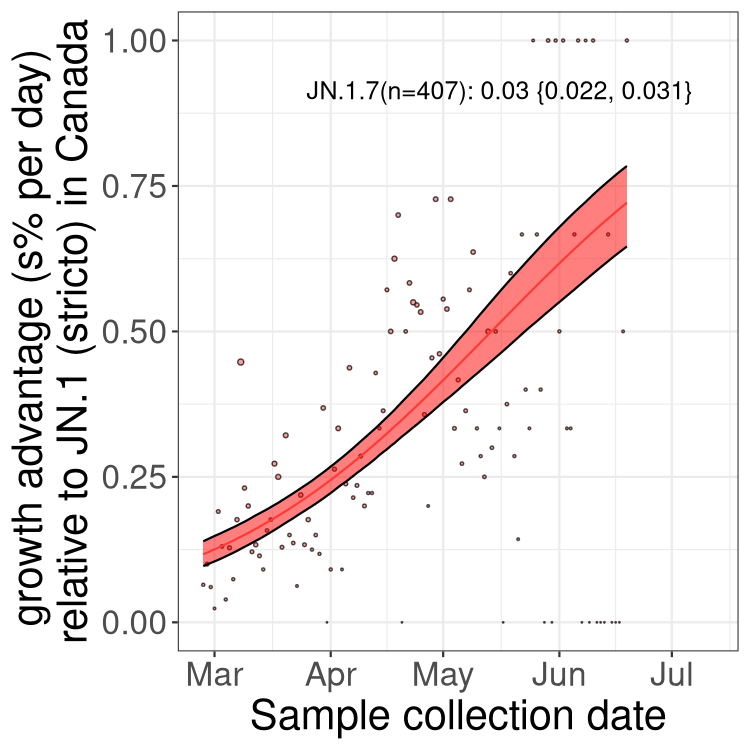 growth advantage (s% per day)
relative to JN.1 (stricto) in Canada
1.00
0.75
0.50
0.25
0.00
JN.1.7(n=407): 0.03 {0.022, 0.031}
Mar Apr May Jun Jul
Sample collection date